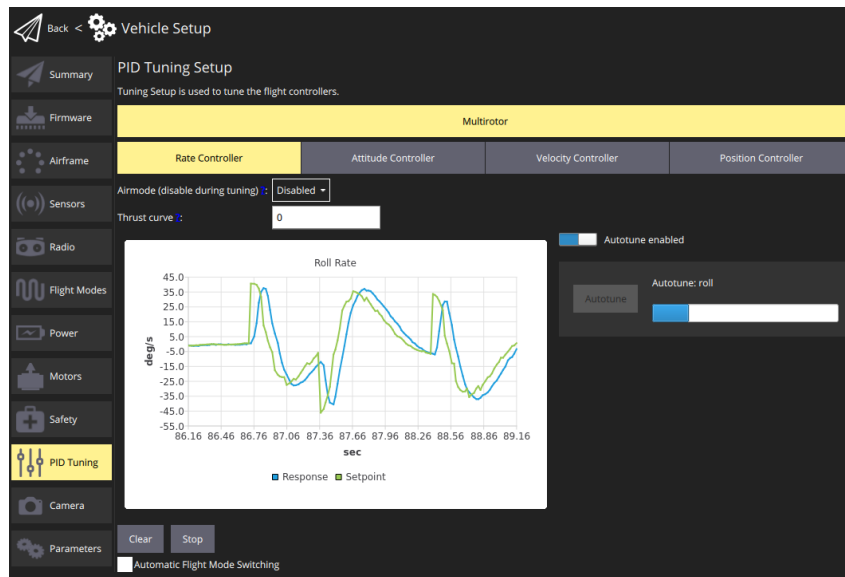 Back < Vehicle Setup
Summary
Firmware
Airframe
Sensors
Radio
Flight Modes
Power
Motors
Safety
PID Tuning
Camera
Parameters
PID Tuning Setup
Tuning Setup is used to tune the flight controllers.
Multirotor
Rate Controller Attitude Controller Velocity Controller Position Controller
Airmode (disable during tuning) ?: Disabled
Thrust curve ?: 0
Roll Rate
45.0
35.0
25.0
15.0
5.0
-5.0
-15.0
-25.0
-35.0
-45.0
-55.0
deg/s
86.16 86.46 86.76 87.06 87.36 87.66 87.96 88.26 88.56 88.86 89.16
sec
Response Setpoint
Autotune enabled
Autotune
Autotune: roll
Clear Stop
Automatic Flight Mode Switching